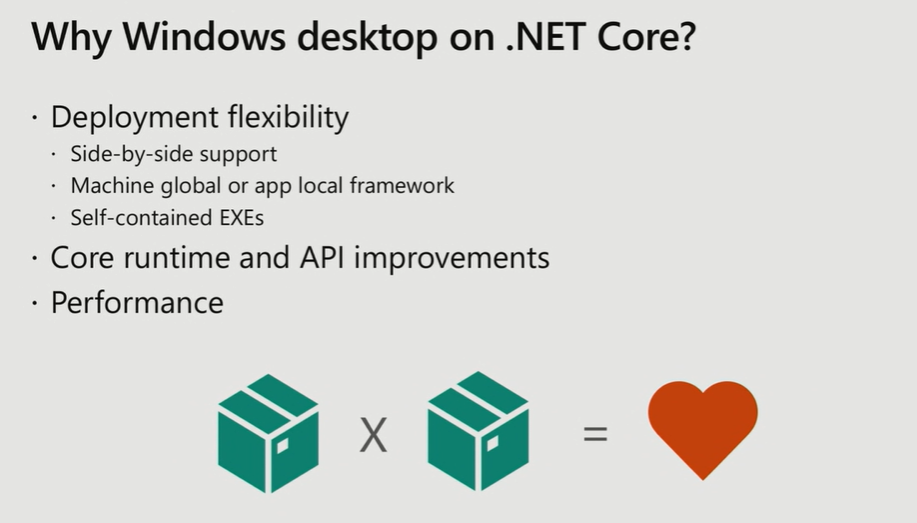 Why Windows desktop on .NET Core?
· Deployment flexibility
· Side-by-side support
· Machine global or app local framework
· Self-contained EXEs
· Core runtime and API improvements
· Performance
X =